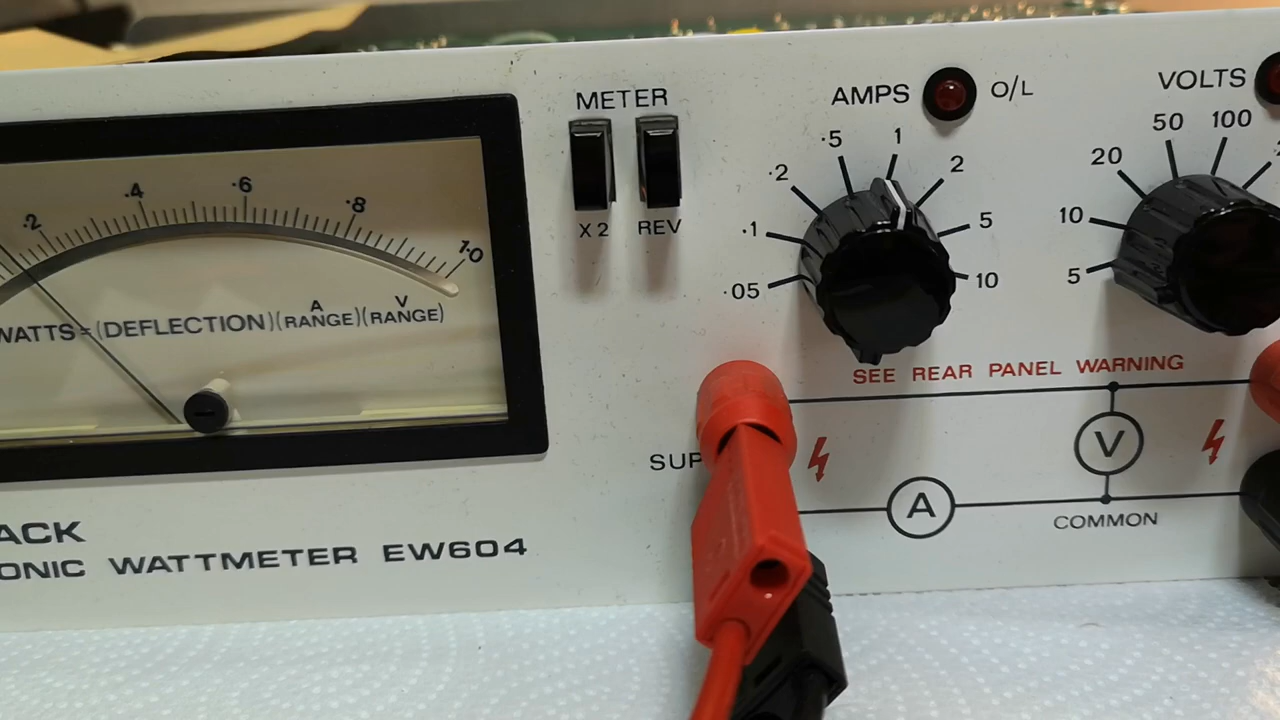 METER
X 2 REV
AMPS O/L
.05 .1 .2 .5 1 2 5 10
VOLTS
5 10 20 50 100
.2 .4 .6 .8 1.0
WATTS=(DEFLECTION)(A RANGE)(V RANGE)
SEE REAR PANEL WARNING
SUP
V
A
COMMON
ACK
ONIC WATTMETER EW604